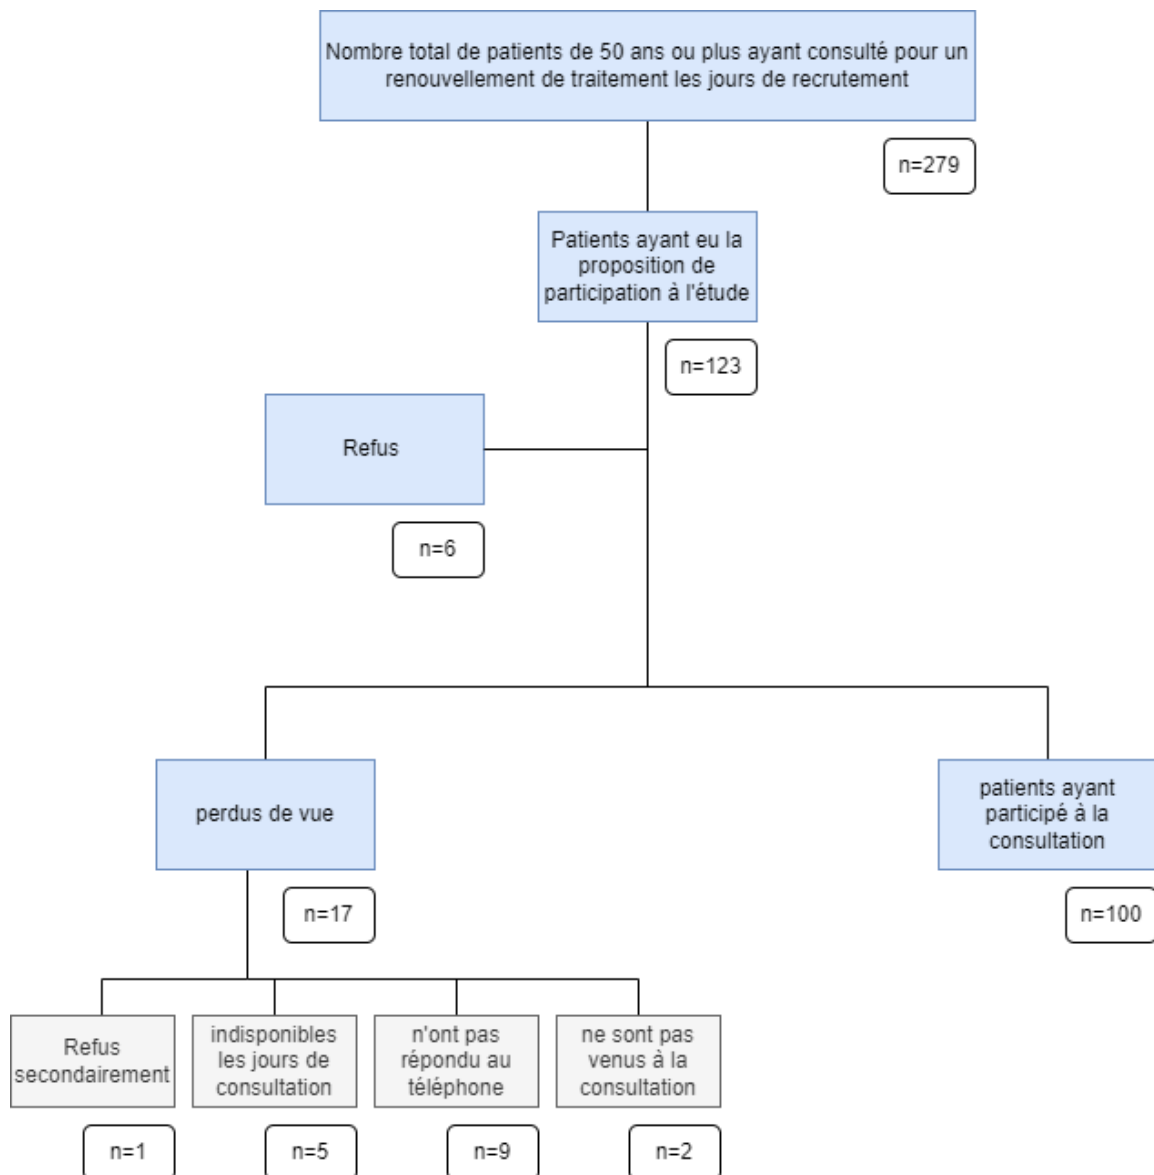 Nombre total de patients de 50 ans ou plus ayant consulté pour un
renouvellement de traitement les jours de recrutement
n=279
Patients ayant eu la
proposition de
participation à l'étude
n=123
Refus
n=6
perdus de vue
n=17
patients ayant
participé à la
consultation
n=100
Refus
secondairement
n=1
indisponibles
les jours de
consultation
n=5
n'ont pas
répondu au
téléphone
n=9
ne sont pas
venus à la
consultation
n=2